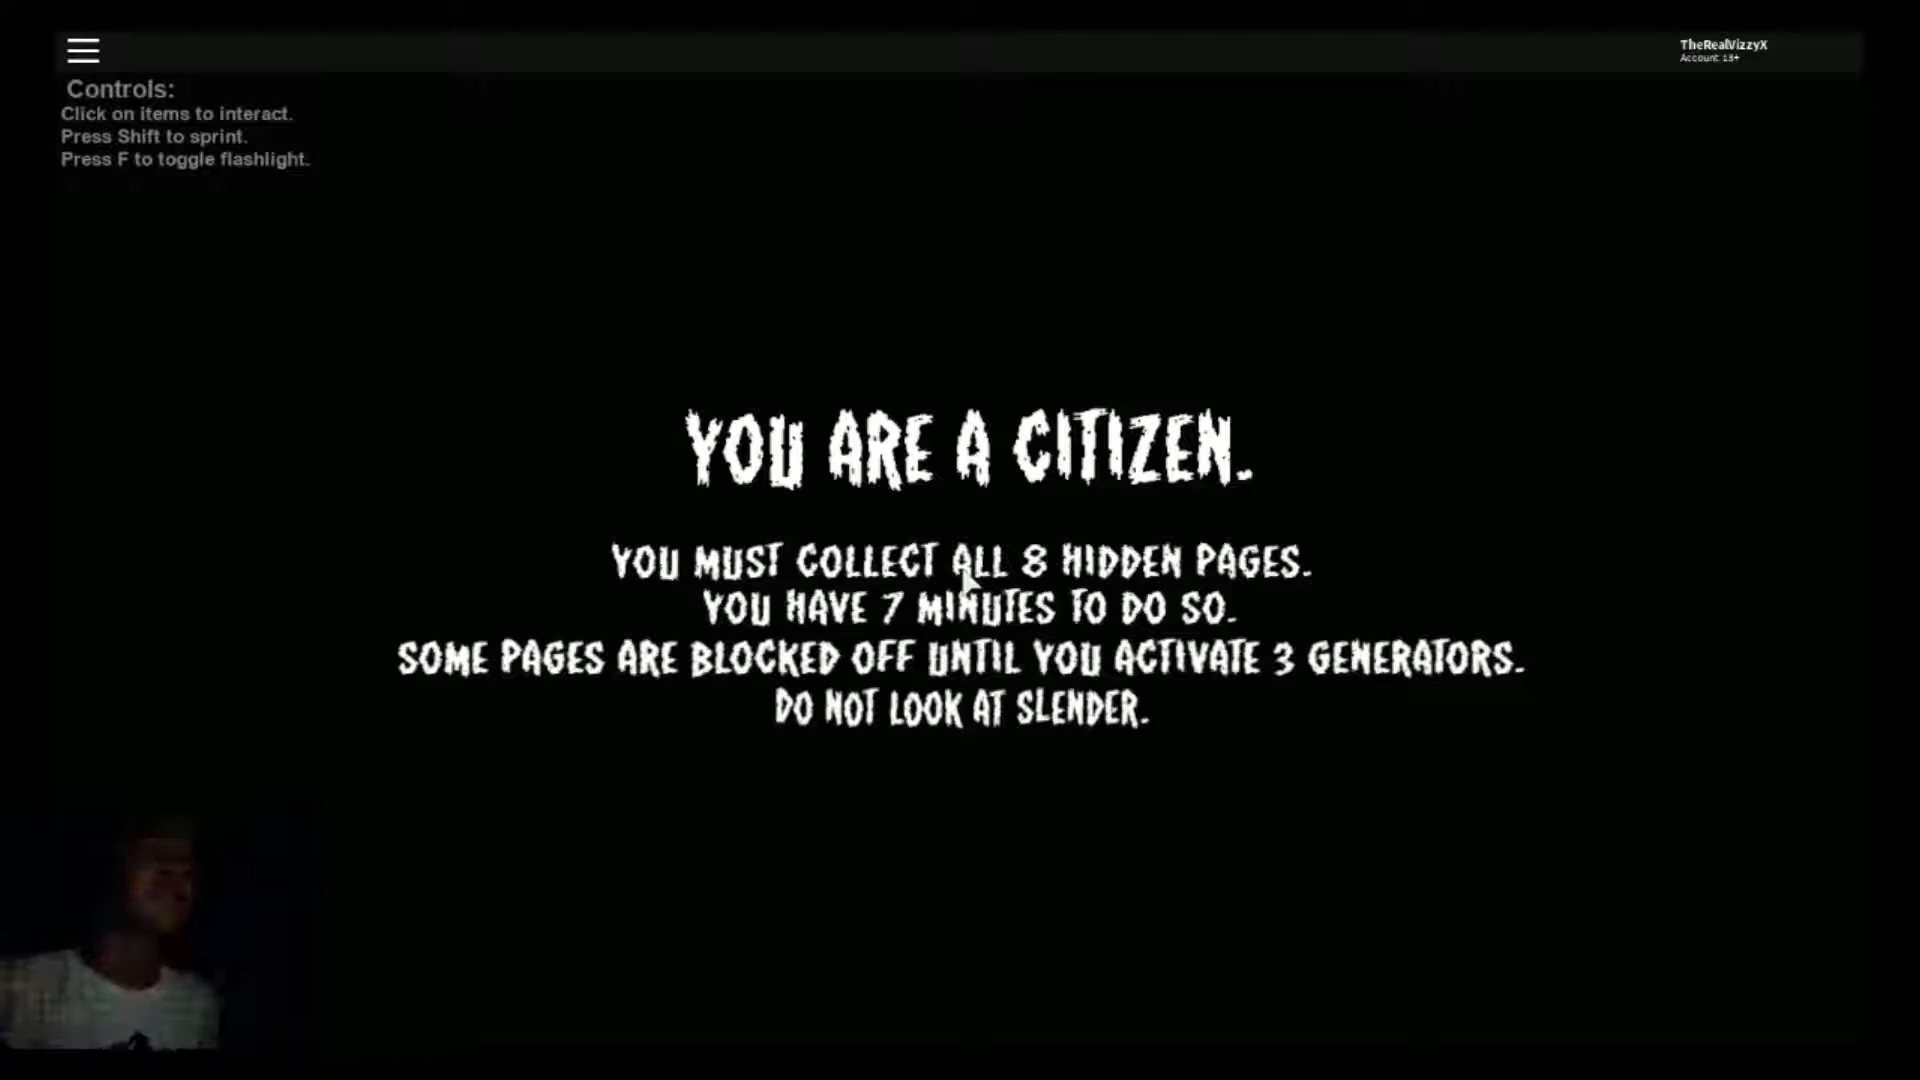 TheRealVizzyX
Account: 13+
Controls:
Click on items to interact.
Press Shift to sprint.
Press F to toggle flashlight.
YOU ARE A CITIZEN.
YOU MUST COLLECT ALL 8 HIDDEN PAGES.
YOU HAVE 7 MINUTES TO DO SO.
SOME PAGES ARE BLOCKED OFF UNTIL YOU ACTIVATE 3 GENERATORS.
DO NOT LOOK AT SLENDER.